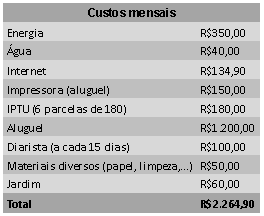 Custos mensais
Energia R$350,00
Água R$40,00
Internet R$134,90
Impressora (aluguel) R$150,00
IPTU (6 parcelas de 180) R$180,00
Aluguel R$1.200,00
Diarista (a cada 15 dias) R$100,00
Materiais diversos (papel, limpeza,...) R$50,00
Jardim R$60,00
Total R$2.264,90